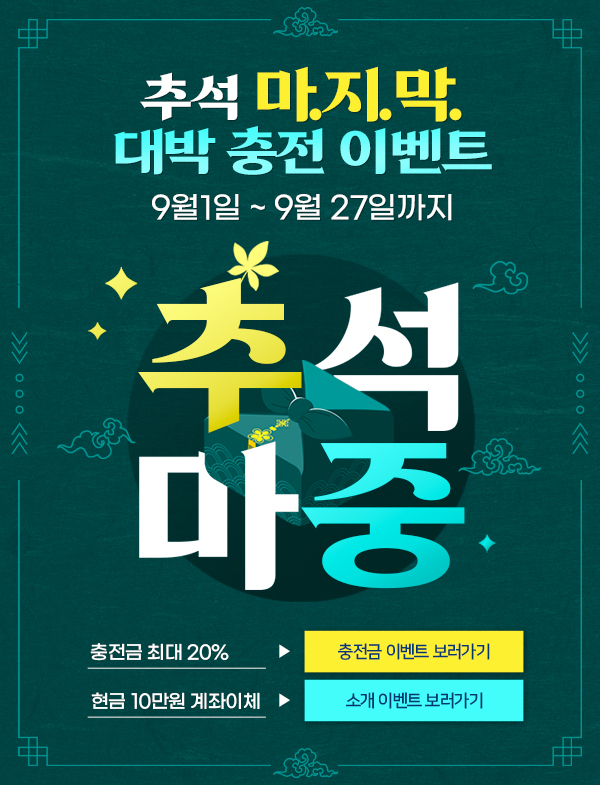 추석 마.지.막.
대박 충전 이벤트
9월1일 ~ 9월 27일까지
추석
마중
충전금 최대 20%
충전금 이벤트 보러가기
현금 10만원 계좌이체
소개 이벤트 보러가기